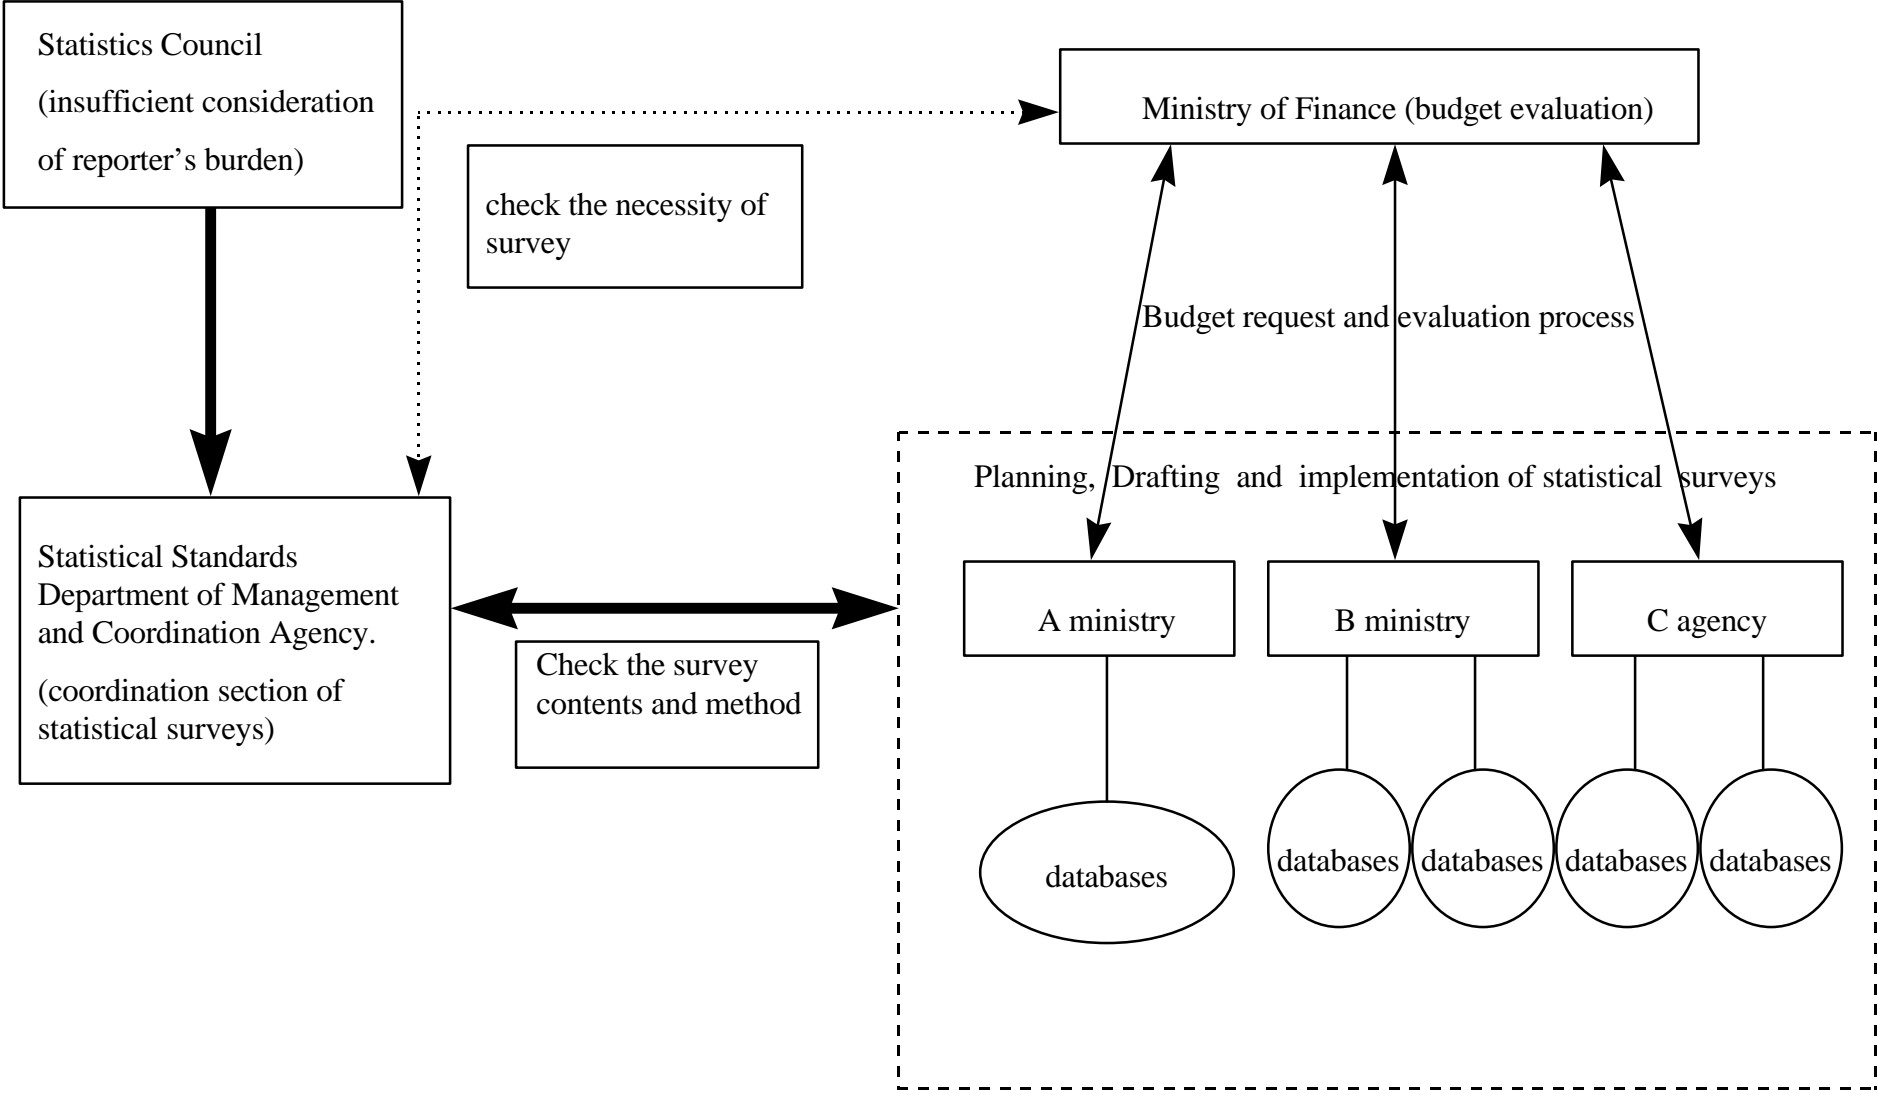 Statistics Council
(insufficient consideration
of reporter’s burden)
Ministry of Finance (budget evaluation)
check the necessity of
survey
Budget request and evaluation process
Planning, Drafting and implementation of statistical surveys
Statistical Standards
Department of Management
and Coordination Agency.
(coordination section of
statistical surveys)
Check the survey
contents and method
A ministry
B ministry
C agency
databases
databases
databases
databases
databases